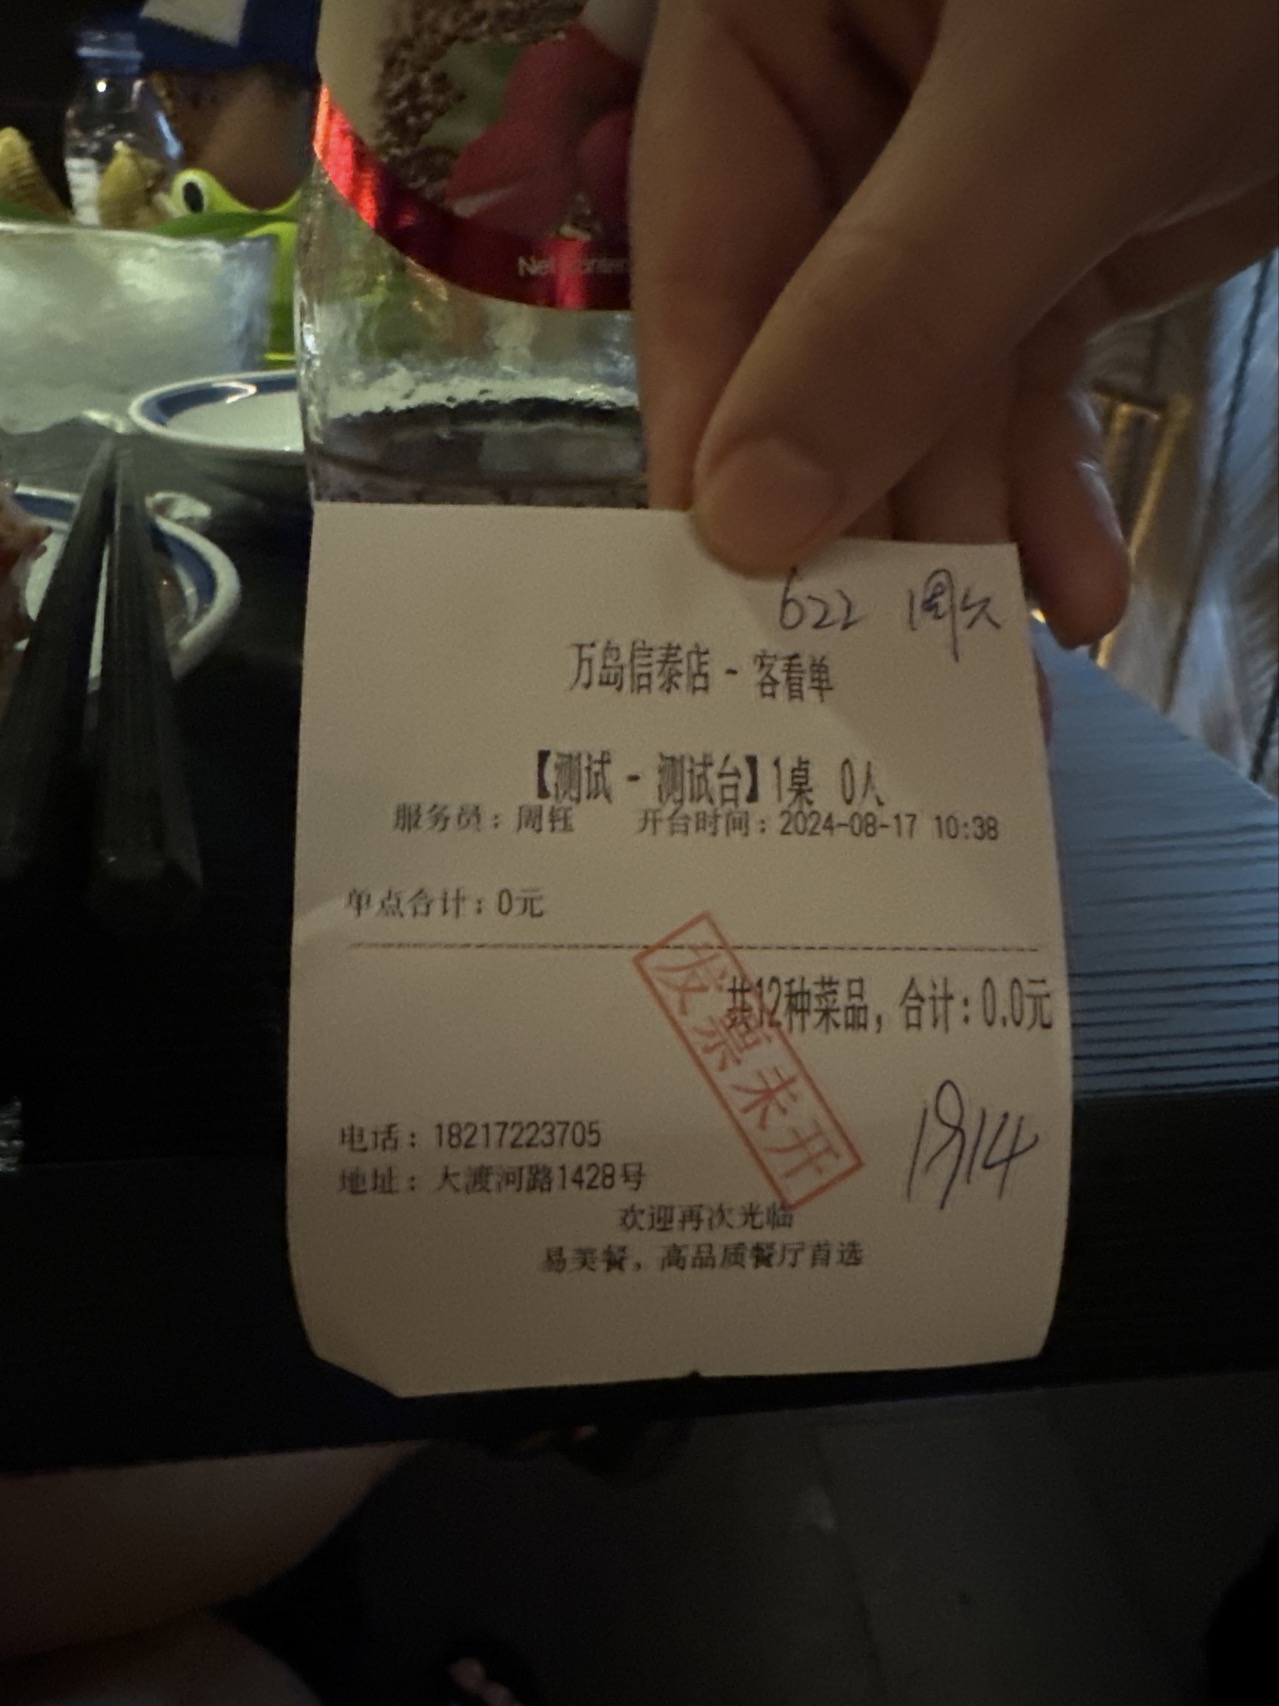 Net Conten
622 周久
万岛信泰店 - 客看单
【测试 - 测试台】1桌 0人
服务员：周钰 开台时间：2024-08-17 10:38
单点合计：0元
共12种菜品，合计：0.0元
发票未开
电话：18217223705
地址：大渡河路1428号
欢迎再次光临
易美餐，高品质餐厅首选